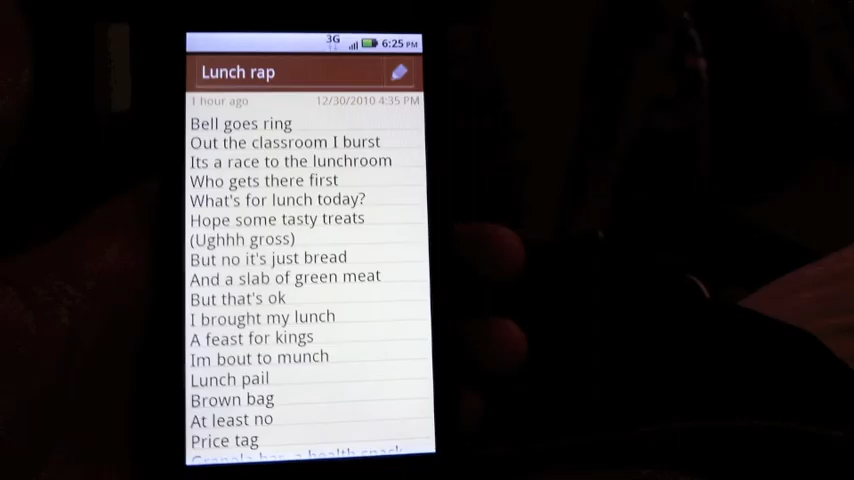 3G 6:25 PM
Lunch rap
1 hour ago 12/30/2010 4:35 PM
Bell goes ring
Out the classroom I burst
Its a race to the lunchroom
Who gets there first
What's for lunch today?
Hope some tasty treats
(Ughhh gross)
But no it's just bread
And a slab of green meat
But that's ok
I brought my lunch
A feast for kings
Im bout to munch
Lunch pail
Brown bag
At least no
Price tag